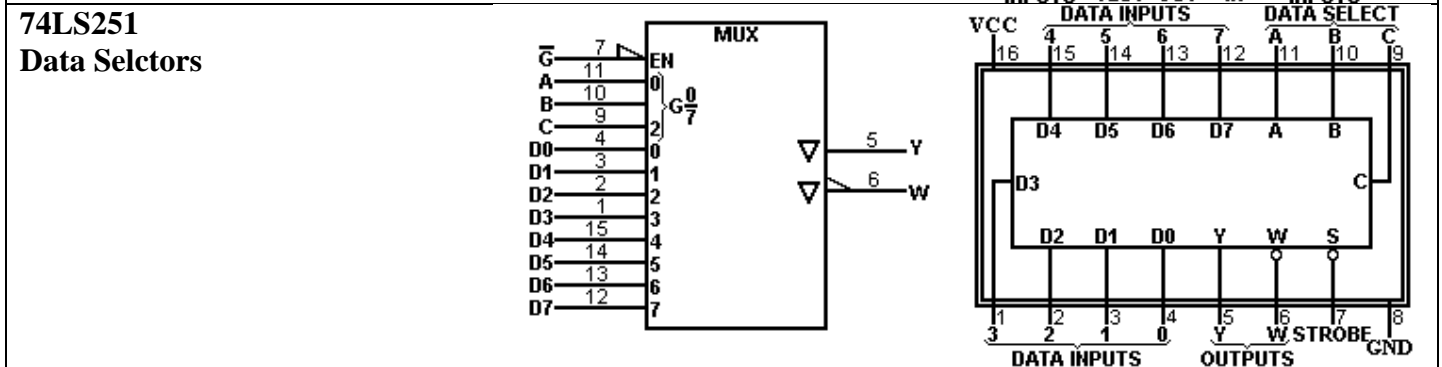 74LS251
Data Selctors
MUX
G 7 EN
A 11 0
B 10 G 0/7
C 9 2
D0 4 0
D1 3 1
D2 2 2
D3 1 3
D4 15 4
D5 14 5
D6 13 6
D7 12 7
5 Y
6 W
VCC DATA INPUTS DATA SELECT
4 5 6 7 A B C
16 15 14 13 12 11 10 9
D4 D5 D6 D7 A B
D3 C
D2 D1 D0 Y W S
1 2 3 4 5 6 7 8
3 2 1 0 Y W STROBE GND
DATA INPUTS OUTPUTS